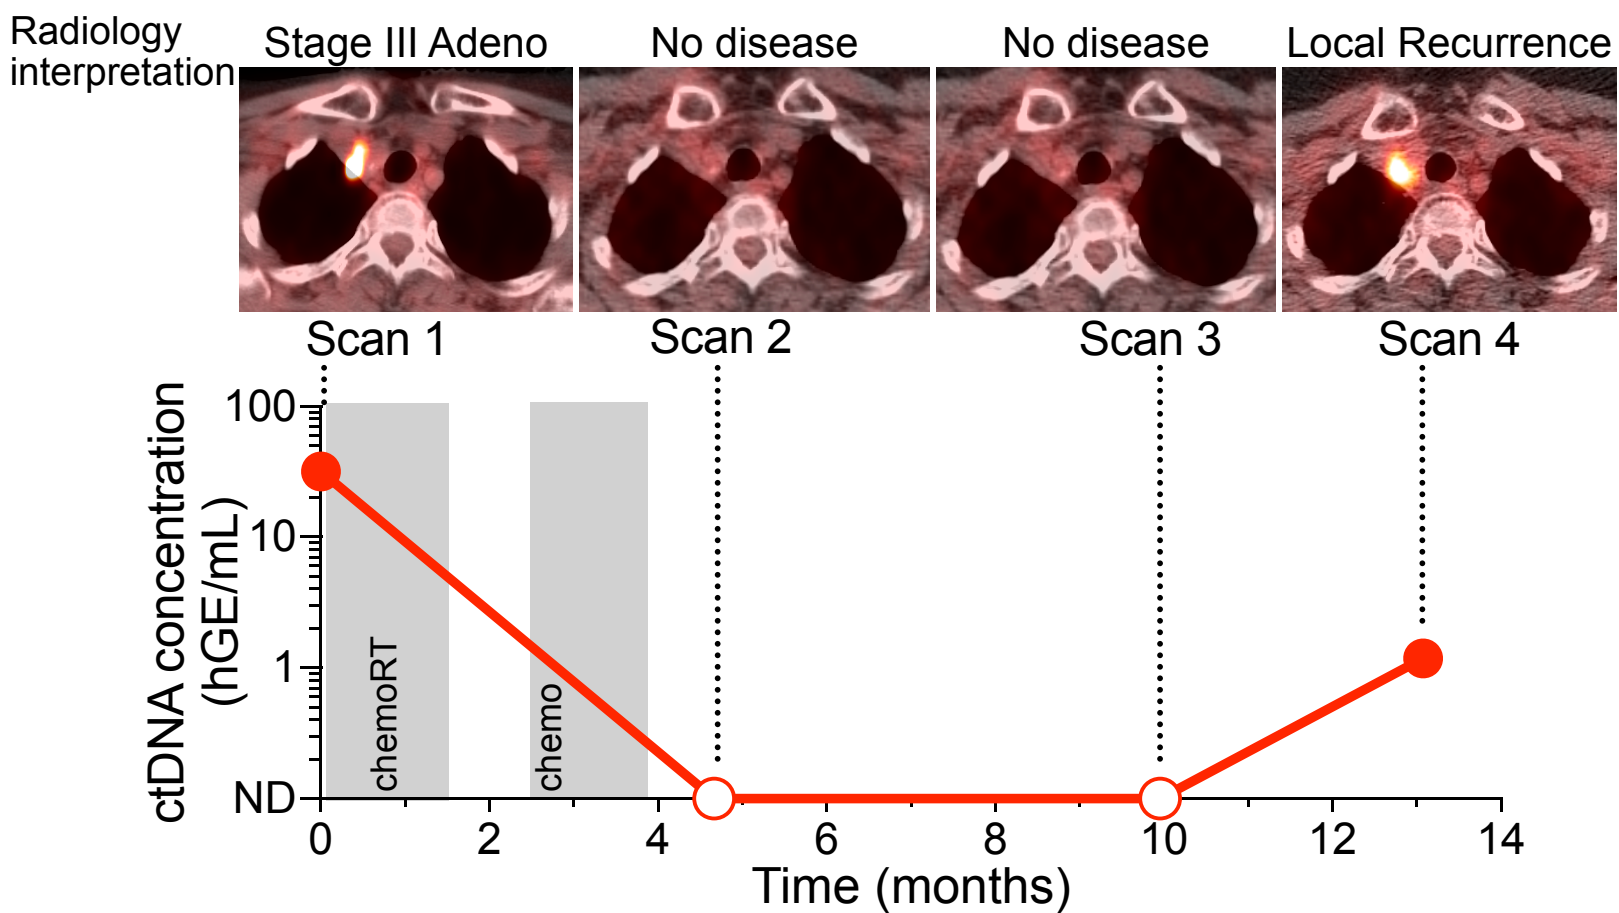 Radiology
interpretation
Stage III Adeno
No disease
No disease
Local Recurrence
Scan 1
Scan 2
Scan 3
Scan 4
ctDNA concentration
(hGE/mL)
100
10
1
ND
chemoRT
chemo
0
2
4
6
8
10
12
14
Time (months)